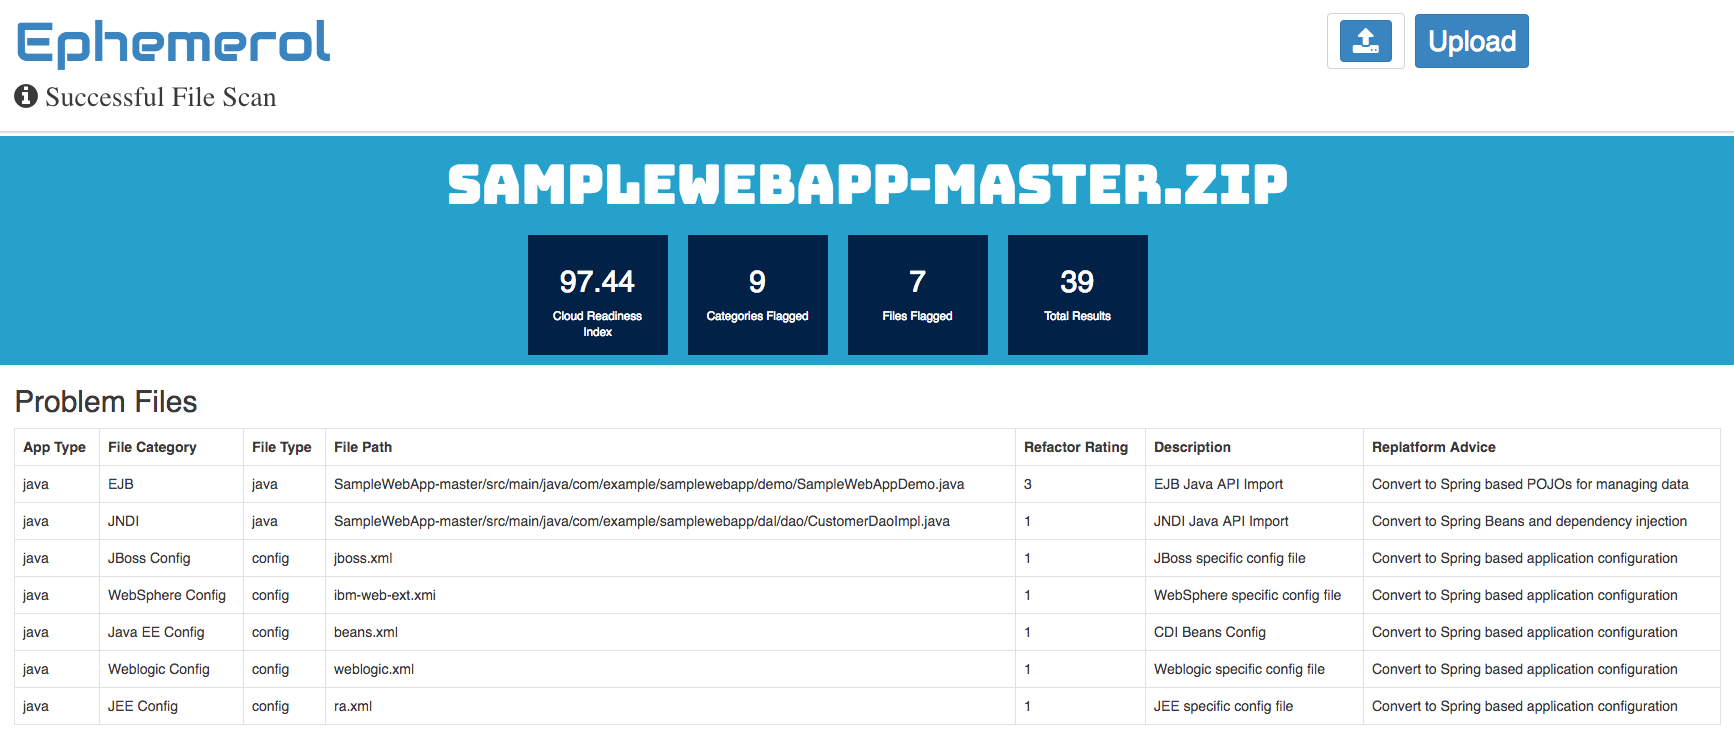 Ephemerol
Upload
Successful File Scan
SAMPLEWEBAPP-MASTER.ZIP
97.44 9 7 39
Cloud Readiness Index Categories Flagged Files Flagged Total Results
Problem Files
App Type File Category File Type File Path Refactor Rating Description Replatform Advice
java EJB java SampleWebApp-master/src/main/java/com/example/samplewebapp/demo/SampleWebAppDemo.java 3 EJB Java API Import Convert to Spring based POJOs for managing data
java JNDI java SampleWebApp-master/src/main/java/com/example/samplewebapp/dal/dao/CustomerDaoImpl.java 1 JNDI Java API Import Convert to Spring Beans and dependency injection
java JBoss Config config jboss.xml 1 JBoss specific config file Convert to Spring based application configuration
java WebSphere Config config ibm-web-ext.xmi 1 WebSphere specific config file Convert to Spring based application configuration
java Java EE Config config beans.xml 1 CDI Beans Config Convert to Spring based application configuration
java Weblogic Config config weblogic.xml 1 Weblogic specific config file Convert to Spring based application configuration
java JEE Config config ra.xml 1 JEE specific config file Convert to Spring based application configuration